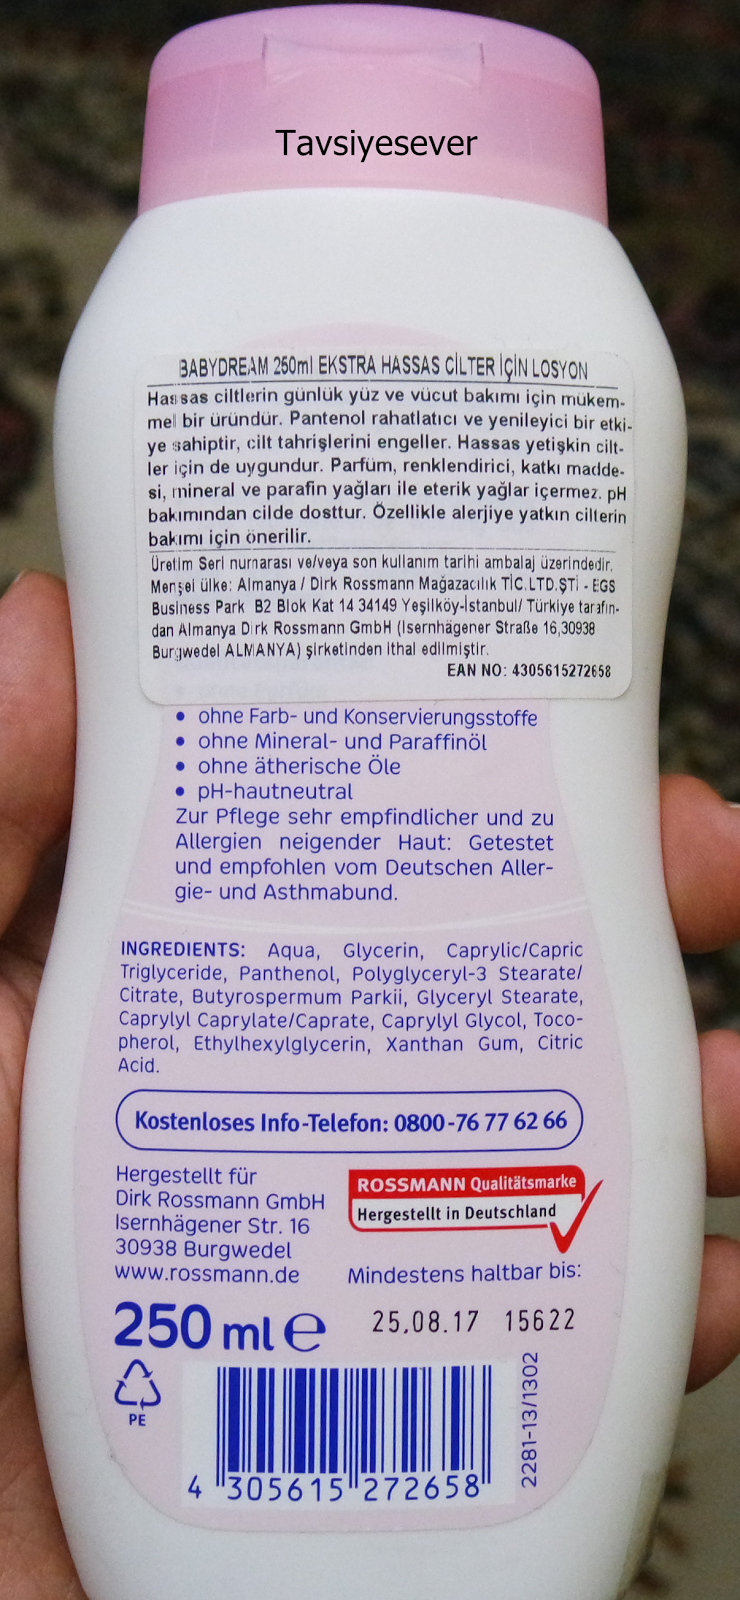 Tavsiyesever
BABYDREAM 250ml EKSTRA HASSAS CİLTER İÇİN LOSYON
Hassas ciltlerin günlük yüz ve vücut bakımı için mükem-
mel bir üründür. Pantenol rahatlatıcı ve yenileyici bir etki-
ye sahiptir, cilt tahrişlerini engeller. Hassas yetişkin cilt-
ler için de uygundur. Parfüm, renklendirici, katkı madde-
si, mineral ve parafin yağları ile eterik yağlar içermez. pH
bakımından cilde dosttur. Özellikle alerjiye yatkın cilterin
bakımı için önerilir.
Üretim Seri numarası ve/veya son kullanım tarihi ambalaj üzerindedir.
Menşei ülke: Almanya / Dirk Rossmann Mağazacılık TİC.LTD.ŞTi - EGS
Business Park B2 Blok Kat 14 34149 Yeşilköy-İstanbul/ Türkiye tarafın-
dan Almanya Dirk Rossmann GmbH (Isernhägener Straße 16,30938
Burgwedel ALMANYA) şirketinden ithal edilmiştir.
EAN NO: 4305615272658
• ohne Farb- und Konservierungsstoffe
• ohne Mineral- und Paraffinöl
• ohne ätherische Öle
• pH-hautneutral
Zur Pflege sehr empfindlicher und zu
Allergien neigender Haut: Getestet
und empfohlen vom Deutschen Aller-
gie- und Asthmabund.
INGREDIENTS: Aqua, Glycerin, Caprylic/Capric
Triglyceride, Panthenol, Polyglyceryl-3 Stearate/
Citrate, Butyrospermum Parkii, Glyceryl Stearate,
Caprylyl Caprylate/Caprate, Caprylyl Glycol, Toco-
pherol, Ethylhexylglycerin, Xanthan Gum, Citric
Acid.
Kostenloses Info-Telefon: 0800-76 77 62 66
Hergestellt für
Dirk Rossmann GmbH
Isernhägener Str. 16
30938 Burgwedel
www.rossmann.de
ROSSMANN Qualitätsmarke
Hergestellt in Deutschland
Mindestens haltbar bis:
25.08.17 15622
250 ml e
PE
2281-13/1302
4 305615 272658